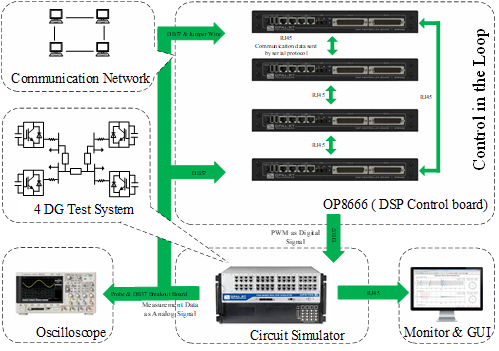 DB37 & Jumper Wire
RJ45
Communication data sent
by serial protocol
Communication Network
RJ45
RJ45
Control in the Loop
RJ45
DB37
4 DG Test System
OP8666 ( DSP Control board)
PWM as Digital
Signal
DB37
Probe & DB37 Breakout Board
Measurement Data
as Analog Signal
RJ45
Oscilloscope
Circuit Simulator
Monitor & GUI